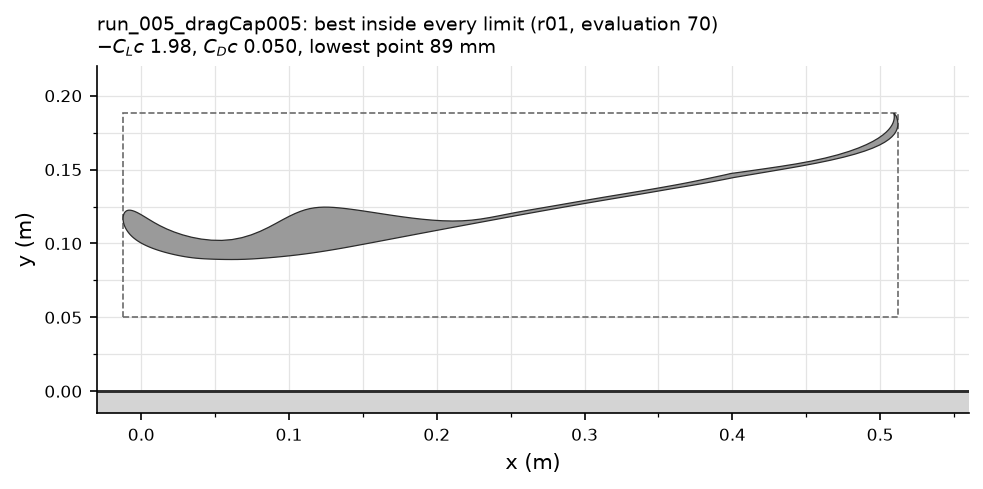 run_005_dragCap005: best inside every limit (r01, evaluation 70)
−C_Lc 1.98, C_Dc 0.050, lowest point 89 mm
0.20
0.15
0.10
0.05
0.00
y (m)
0.0 0.1 0.2 0.3 0.4 0.5
x (m)